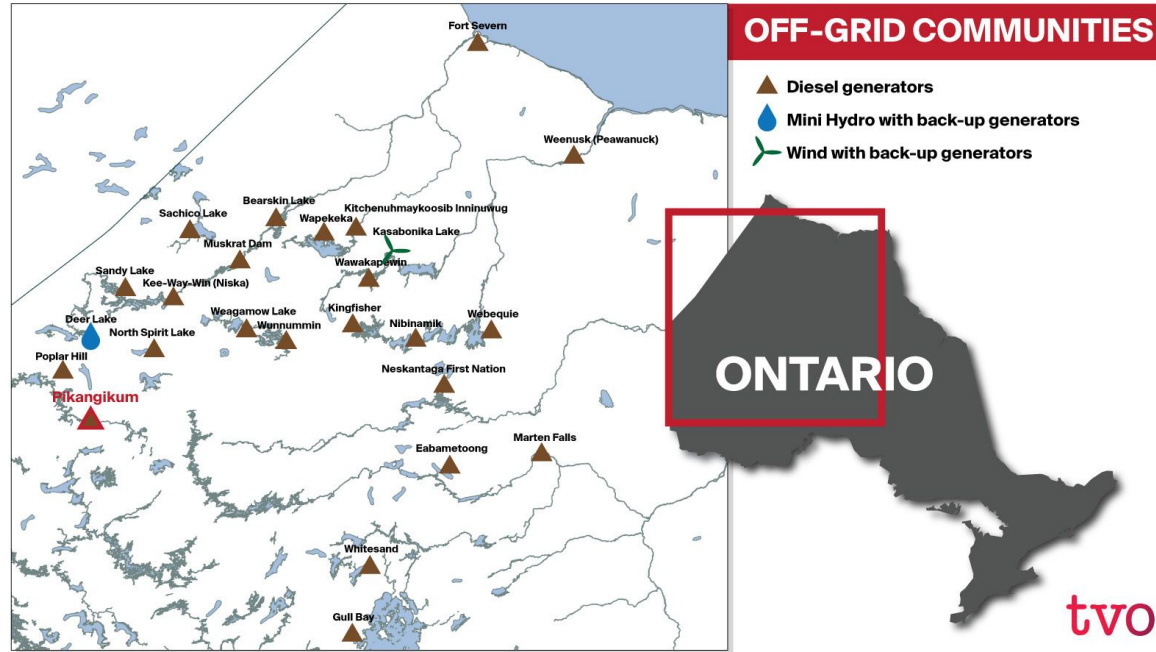 OFF-GRID COMMUNITIES
Diesel generators
Mini Hydro with back-up generators
Wind with back-up generators
Fort Severn
Weenusk (Peawanuck)
Bearskin Lake
Sachico Lake
Wapekeka
Kitchenuhmaykoosib Inninuwug
Kasabonika Lake
Muskrat Dam
Wawakapewin
Sandy Lake
Kee-Way-Win (Niska)
Deer Lake
North Spirit Lake
Weagamow Lake
Wunnummin
Kingfisher
Nibinamik
Webequie
Poplar Hill
Pikangikum
Neskantaga First Nation
Eabametoong
Marten Falls
Whitesand
Gull Bay
ONTARIO
tvo